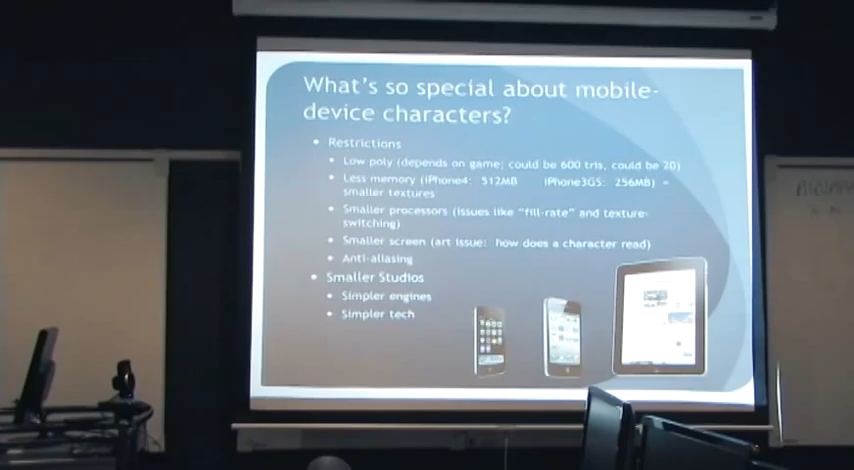 What's so special about mobile-
device characters?
• Restrictions
• Low poly (depends on game; could be 600 tris, could be 20)
• Less memory (iPhone4: 512MB iPhone3GS: 256MB) =
smaller textures
• Smaller processors (issues like "fill-rate" and texture-
switching)
• Smaller screen (art issue: how does a character read)
• Anti-aliasing
• Smaller Studios
• Simpler engines
• Simpler tech